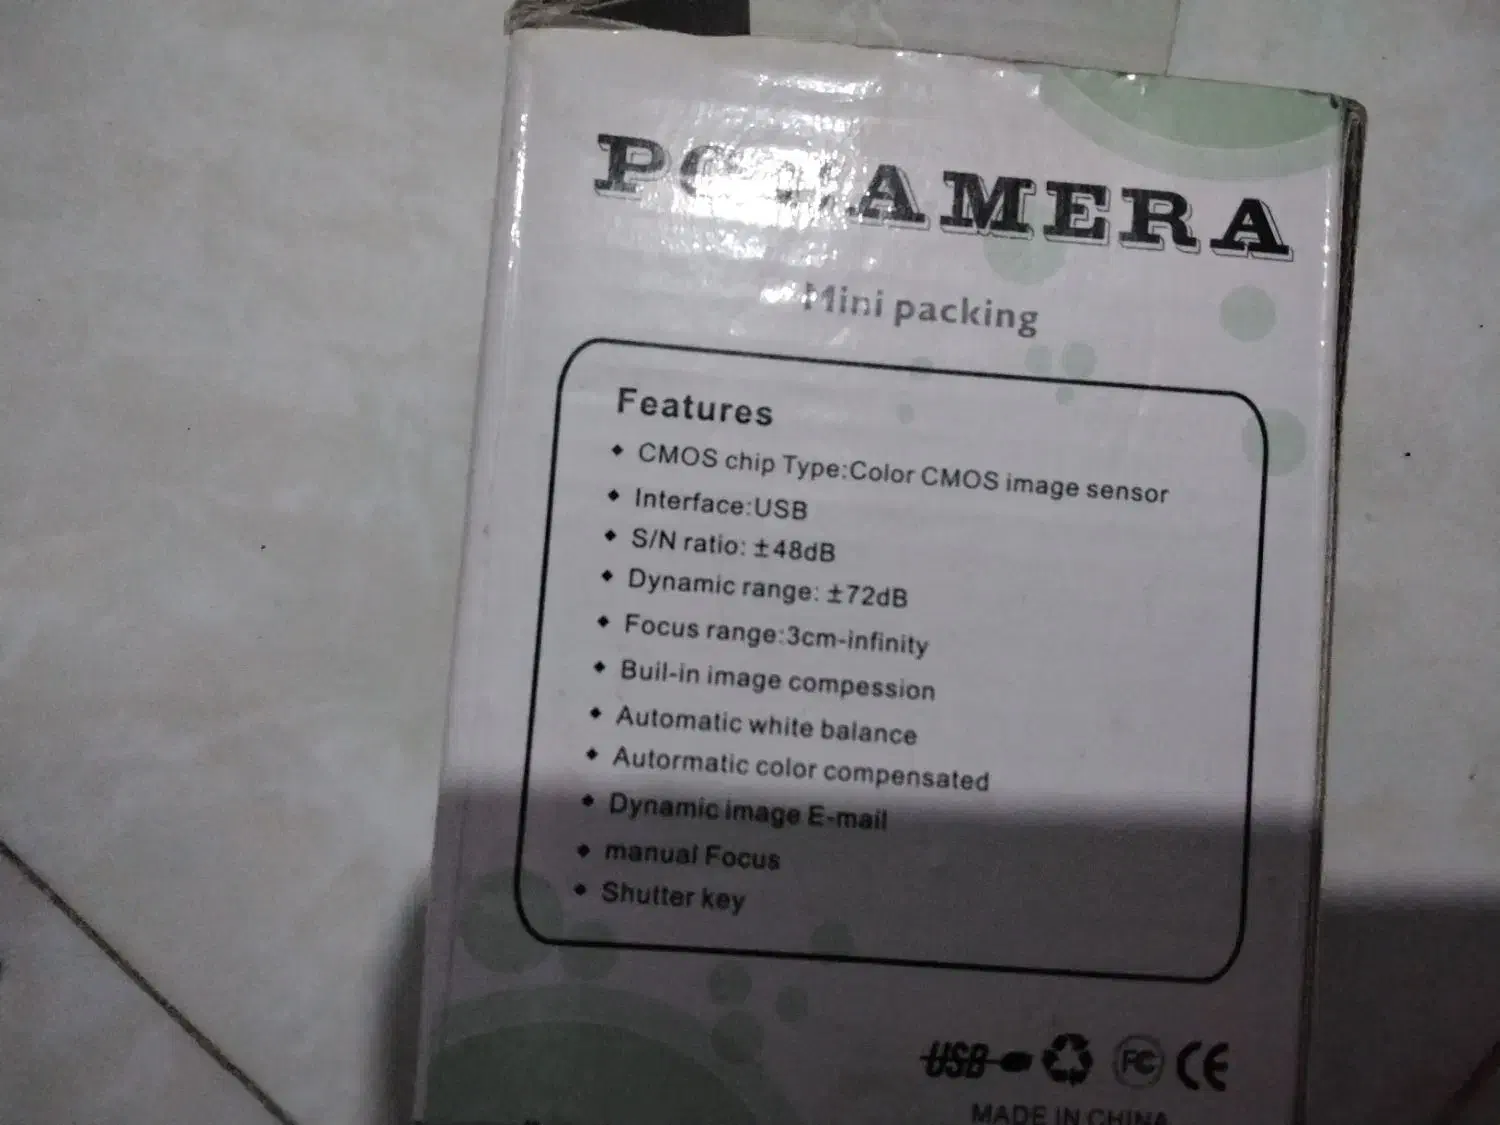 PC CAMERA
Mini packing
Features
◆ CMOS chip Type:Color CMOS image sensor
◆ Interface:USB
◆ S/N ratio: ±48dB
◆ Dynamic range: ±72dB
◆ Focus range:3cm-infinity
◆ Buil-in image compession
◆ Automatic white balance
◆ Autormatic color compensated
◆ Dynamic image E-mail
◆ manual Focus
◆ Shutter key
USB FC CE
MADE IN CHINA